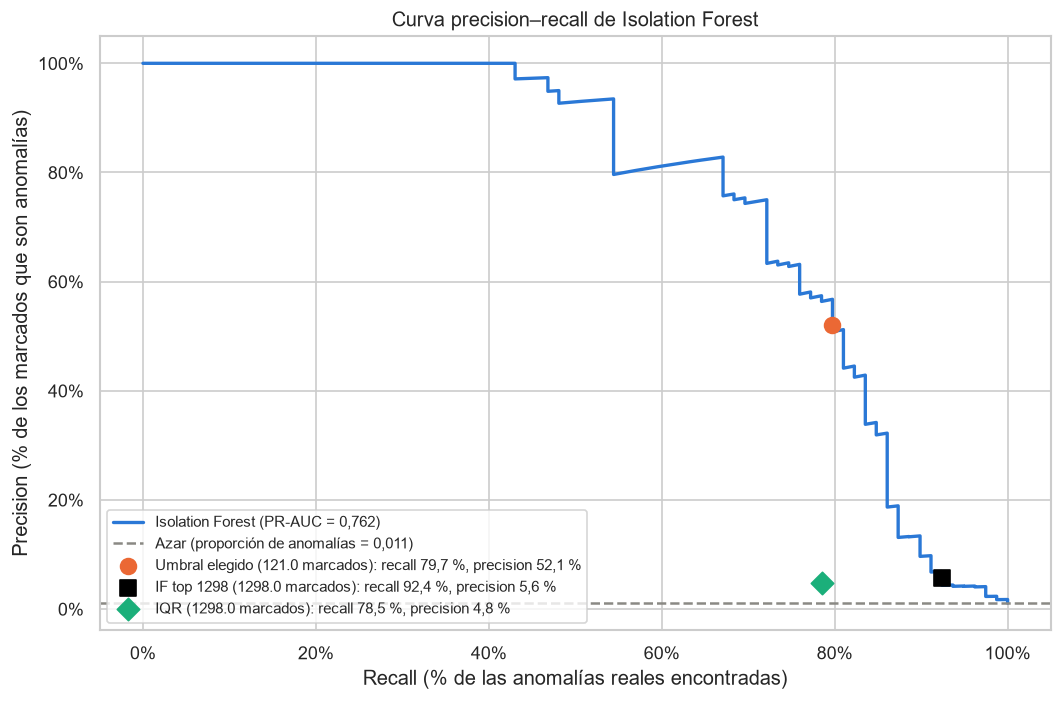 Curva precision–recall de Isolation Forest
Precision (% de los marcados que son anomalías)
100%
80%
60%
40%
20%
0%
Isolation Forest (PR-AUC = 0,762)
Azar (proporción de anomalías = 0,011)
Umbral elegido (121.0 marcados): recall 79,7 %, precision 52,1 %
IF top 1298 (1298.0 marcados): recall 92,4 %, precision 5,6 %
IQR (1298.0 marcados): recall 78,5 %, precision 4,8 %
0%
20%
40%
60%
80%
100%
Recall (% de las anomalías reales encontradas)